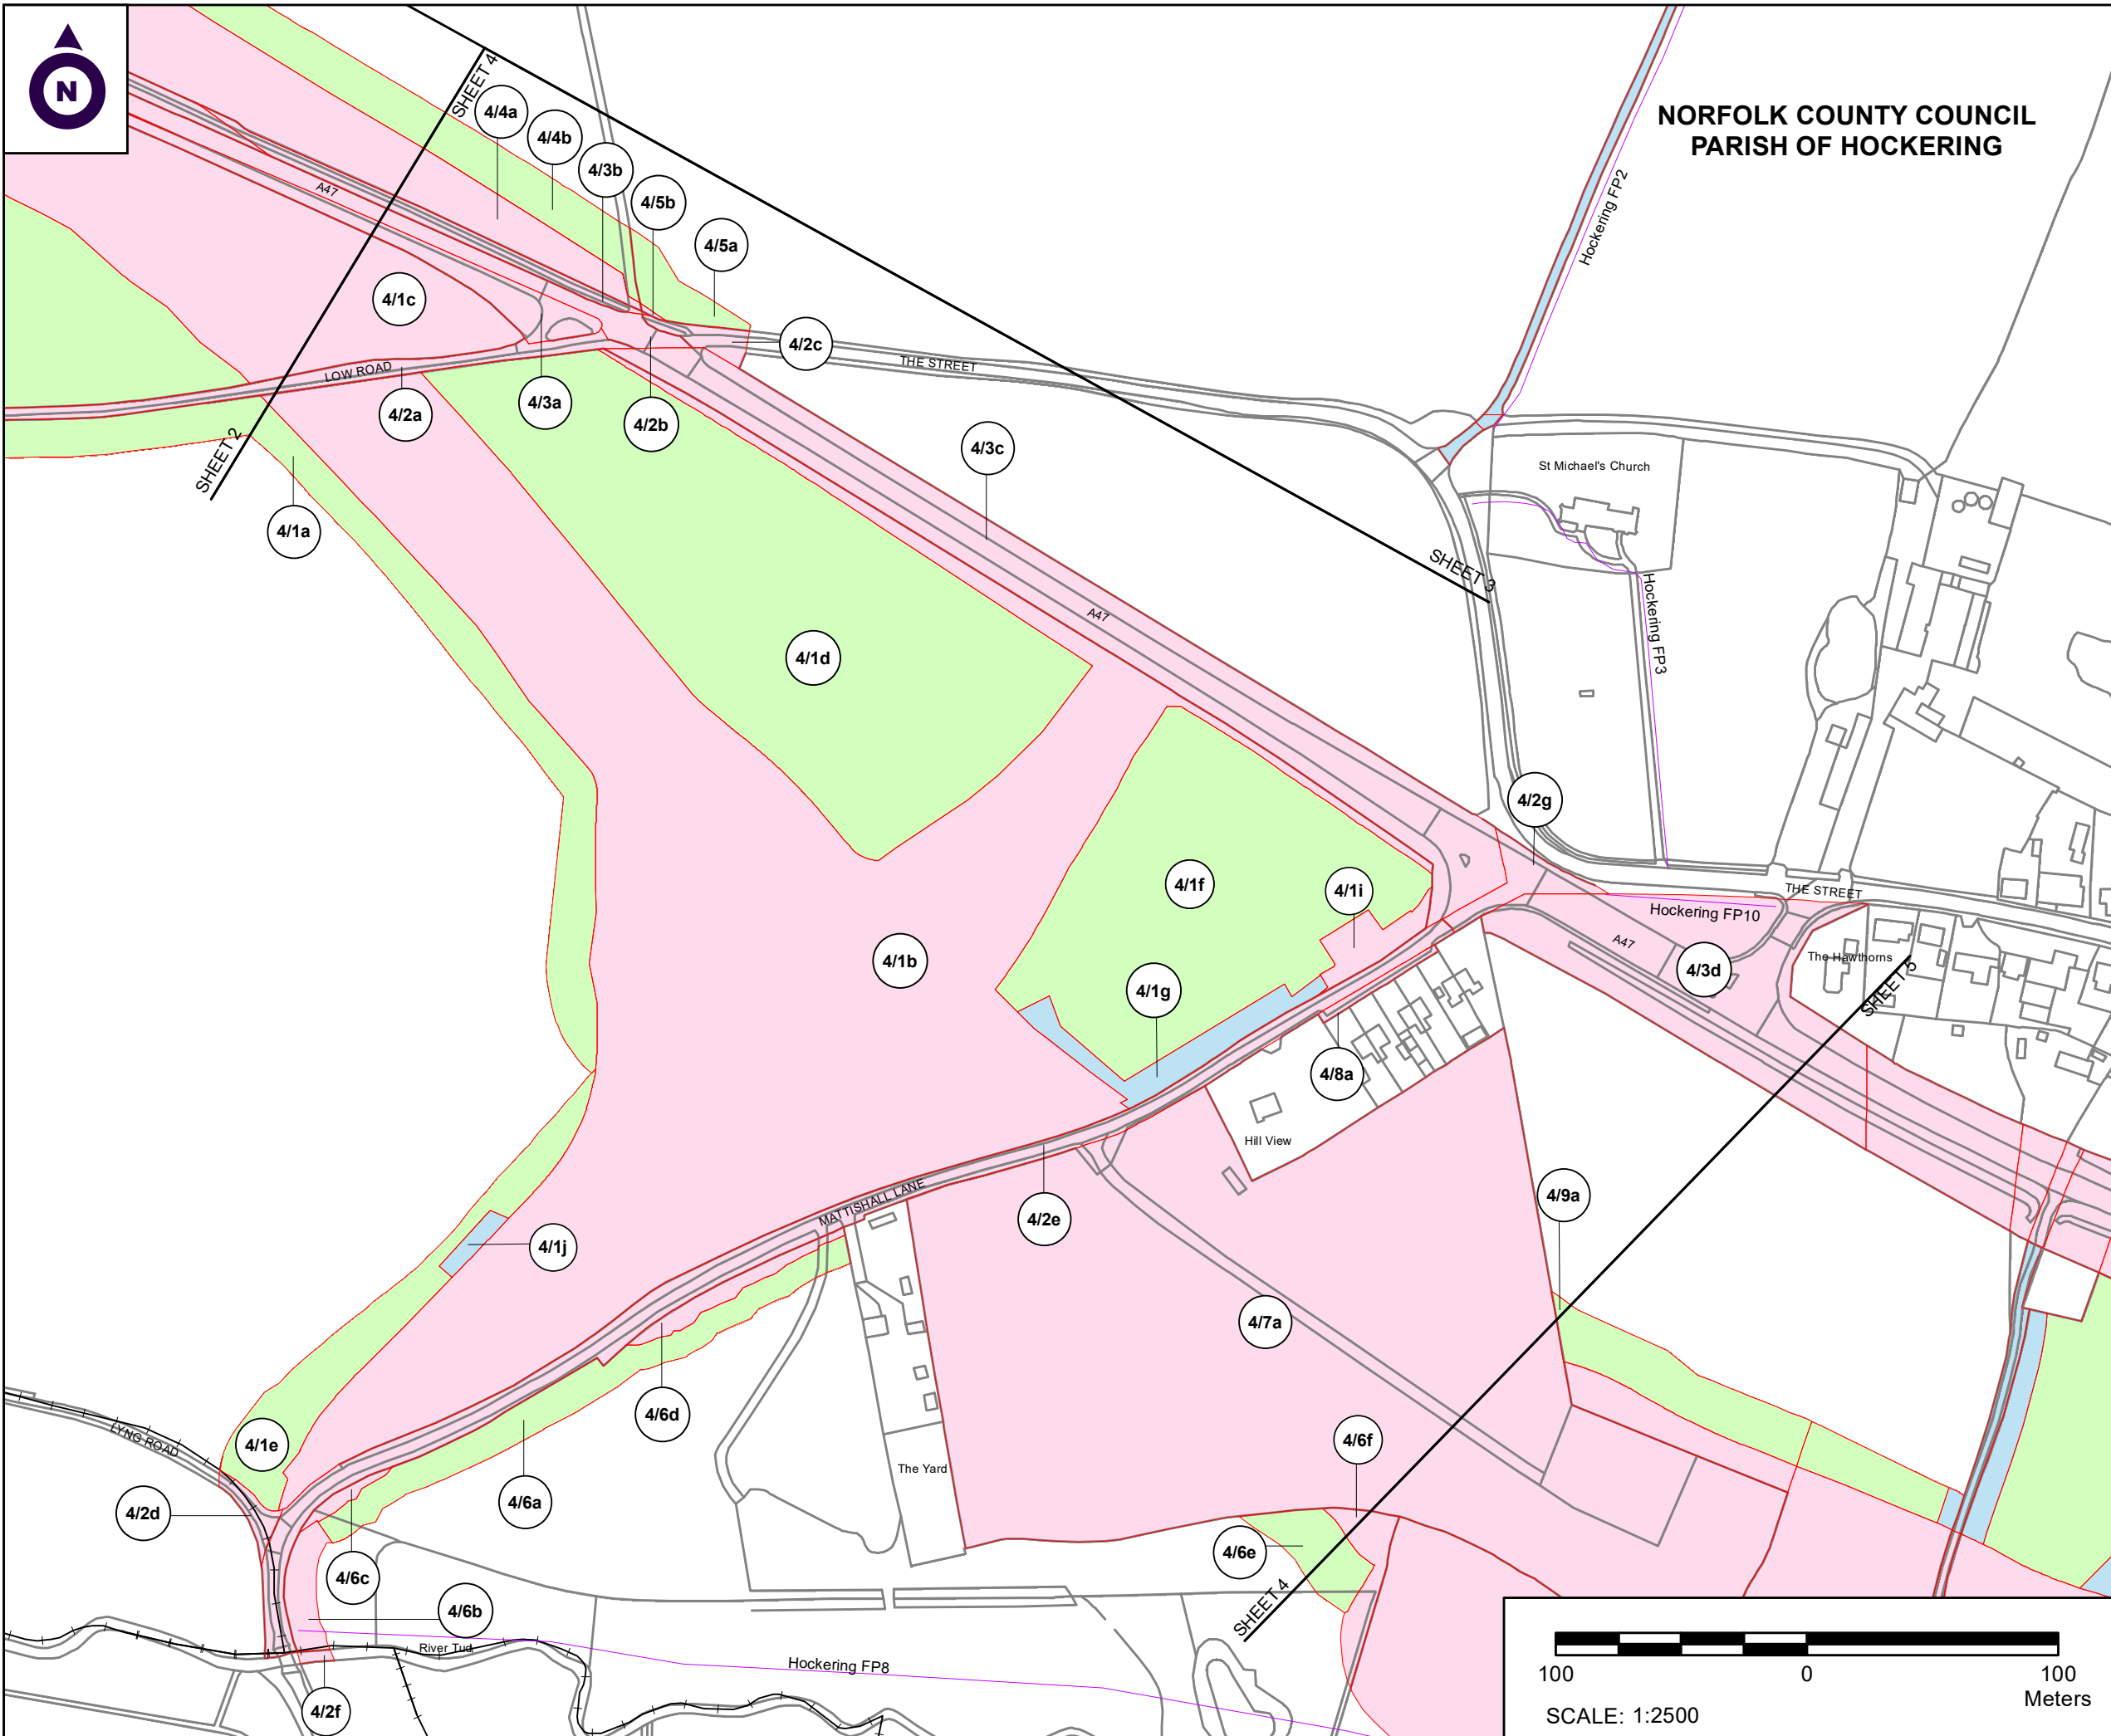 N
NORFOLK COUNTY COUNCIL
PARISH OF HOCKERING
SHEET 4
4/4a
4/4b
4/3b
4/5b
4/5a
A47
4/1c
4/2c
THE STREET
LOW ROAD
4/2a
4/3a
4/2b
4/3c
SHEET 2
4/1a
Hockering FP2
St Michael's Church
SHEET 3
Hockering FP3
A47
4/1d
4/2g
4/1f
4/1i
THE STREET
Hockering FP10
A47
4/3d
The Hawthorns
SHEET 5
4/1b
4/1g
4/8a
Hill View
4/9a
MATTISHALL LANE
4/2e
4/1j
4/7a
4/6d
LYNG ROAD
4/1e
4/6f
The Yard
4/6a
4/2d
4/6e
4/6c
SHEET 4
4/6b
River Tud
Hockering FP8
4/2f
100 0 100
Meters
SCALE: 1:2500